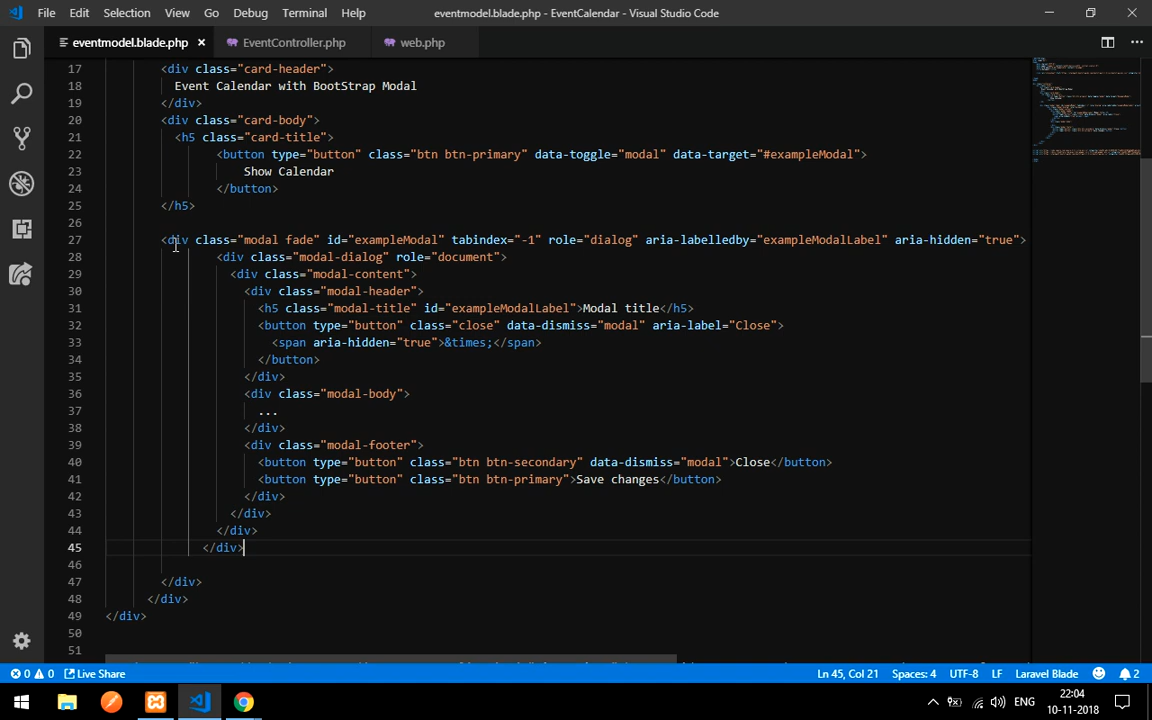 File Edit Selection View Go Debug Terminal Help eventmodel.blade.php - EventCalendar - Visual Studio Code
eventmodel.blade.php × EventController.php web.php
17 <div class="card-header">
18 Event Calendar with BootStrap Modal
19 </div>
20 <div class="card-body">
21 <h5 class="card-title">
22 <button type="button" class="btn btn-primary" data-toggle="modal" data-target="#exampleModal">
23 Show Calendar
24 </button>
25 </h5>
26
27 <div class="modal fade" id="exampleModal" tabindex="-1" role="dialog" aria-labelledby="exampleModalLabel" aria-hidden="true">
28 <div class="modal-dialog" role="document">
29 <div class="modal-content">
30 <div class="modal-header">
31 <h5 class="modal-title" id="exampleModalLabel">Modal title</h5>
32 <button type="button" class="close" data-dismiss="modal" aria-label="Close">
33 <span aria-hidden="true">&times;</span>
34 </button>
35 </div>
36 <div class="modal-body">
37 ...
38 </div>
39 <div class="modal-footer">
40 <button type="button" class="btn btn-secondary" data-dismiss="modal">Close</button>
41 <button type="button" class="btn btn-primary">Save changes</button>
42 </div>
43 </div>
44 </div>
45 </div>
46
47 </div>
48 </div>
49 </div>
50
51
0 0 Live Share Ln 45, Col 21 Spaces: 4 UTF-8 LF Laravel Blade 2
ENG 22:04
10-11-2018